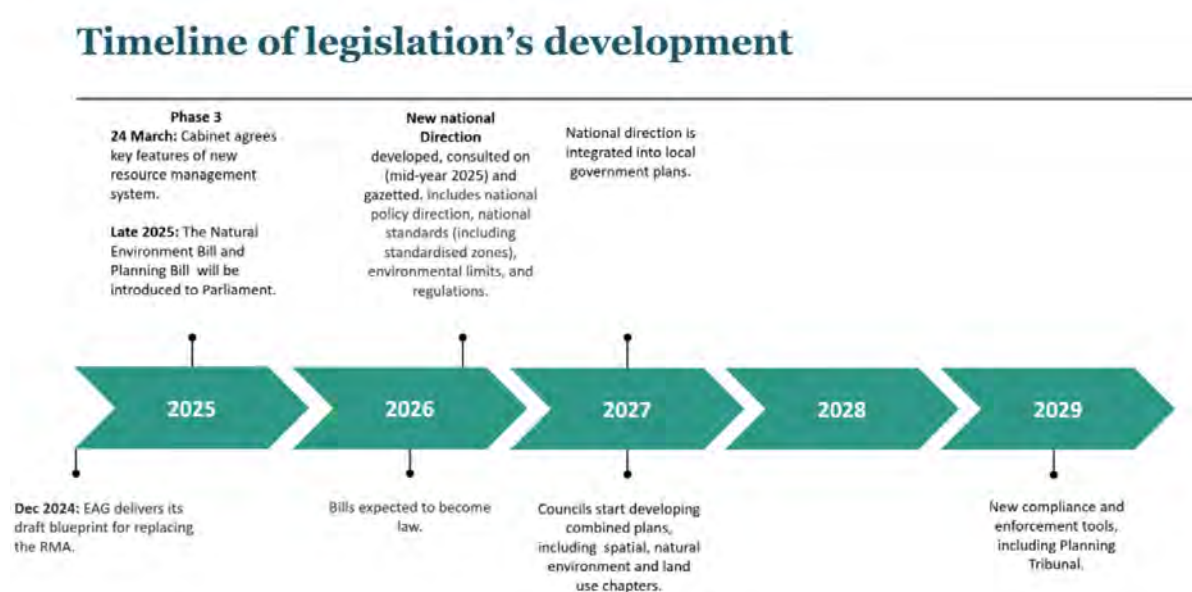 Timeline of legislation's development
Phase 3
24 March: Cabinet agrees
key features of new
resource management
system.
Late 2025: The Natural
Environment Bill and
Planning Bill will be
introduced to Parliament.
New national
Direction
developed, consulted on
(mid-year 2025) and
gazetted. includes national
policy direction, national
standards (including
standardised zones),
environmental limits, and
regulations.
National direction is
integrated into local
government plans.
2025
2026
2027
2028
2029
Dec 2024: EAG delivers its
draft blueprint for replacing
the RMA.
Bills expected to become
law.
Councils start developing
combined plans,
including spatial, natural
environment and land
use chapters.
New compliance and
enforcement tools,
including Planning
Tribunal.